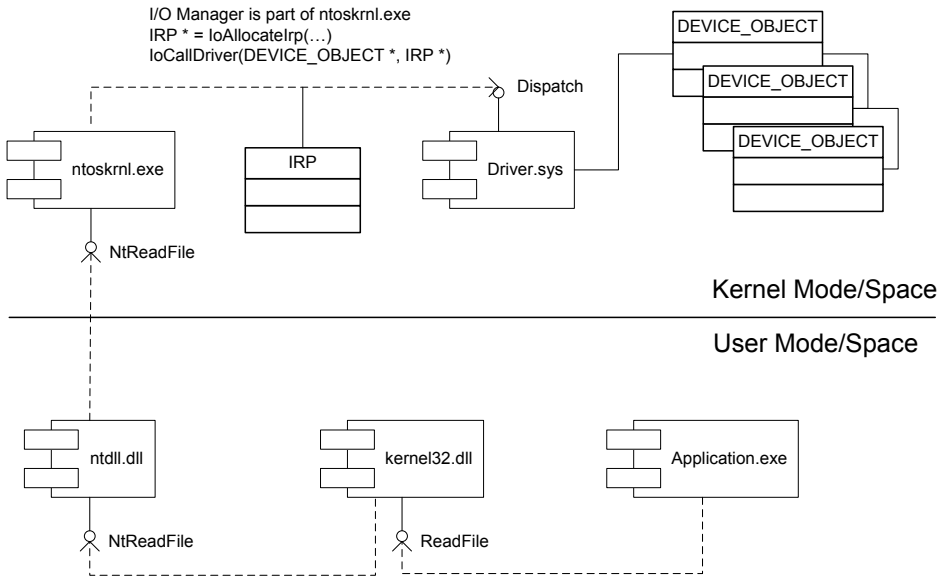 I/O Manager is part of ntoskrnl.exe
IRP * = IoAllocateIrp(…)
IoCallDriver(DEVICE_OBJECT *, IRP *)
DEVICE_OBJECT
Dispatch
DEVICE_OBJECT
DEVICE_OBJECT
ntoskrnl.exe
IRP
Driver.sys
NtReadFile
Kernel Mode/Space
User Mode/Space
ntdll.dll
kernel32.dll
Application.exe
NtReadFile
ReadFile